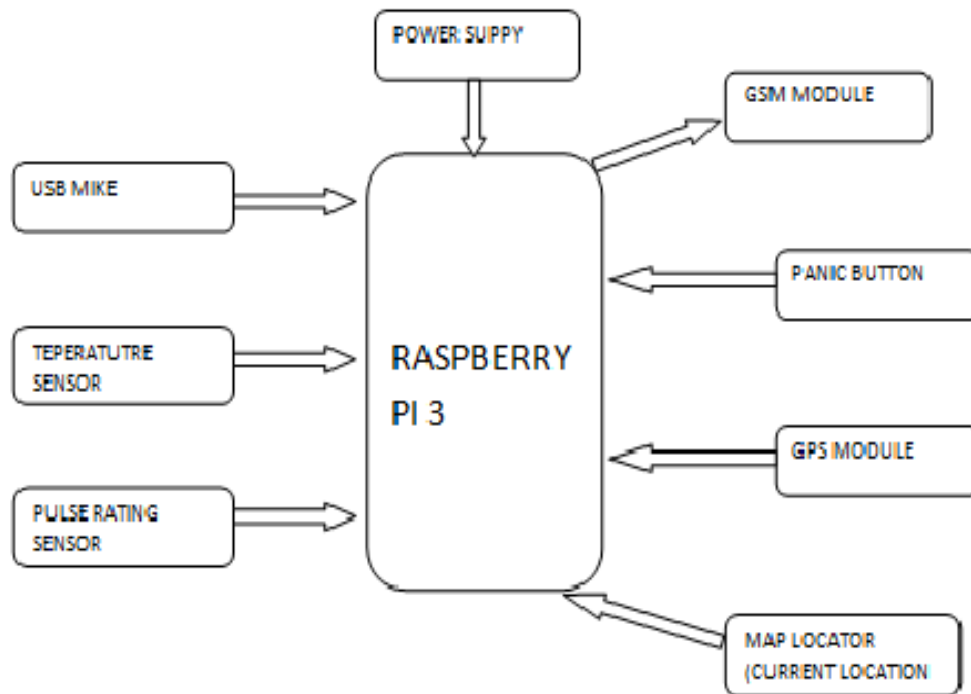 POWER SUPPY
GSM MODULE
USB MIKE
PANIC BUTTON
TEPERATUTRE
SENSOR
RASPBERRY
PI 3
GPS MODULE
PULSE RATING
SENSOR
MAP LOCATOR
(CURRENT LOCATION